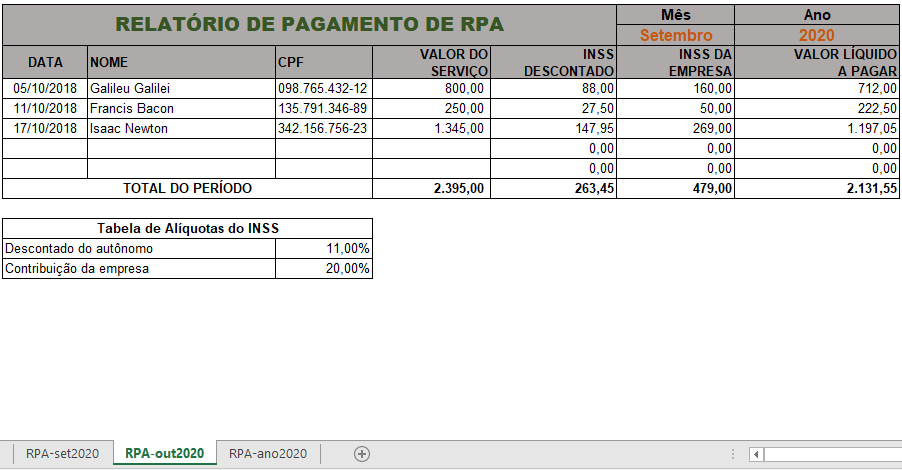 RELATÓRIO DE PAGAMENTO DE RPA
Mês
Ano
Setembro
2020
DATA
NOME
CPF
VALOR DO
SERVIÇO
INSS
DESCONTADO
INSS DA
EMPRESA
VALOR LÍQUIDO
A PAGAR
05/10/2018 Galileu Galilei 098.765.432-12 800,00 88,00 160,00 712,00
11/10/2018 Francis Bacon 135.791.346-89 250,00 27,50 50,00 222,50
17/10/2018 Isaac Newton 342.156.756-23 1.345,00 147,95 269,00 1.197,05
0,00 0,00 0,00
0,00 0,00 0,00
TOTAL DO PERÍODO 2.395,00 263,45 479,00 2.131,55
Tabela de Alíquotas do INSS
Descontado do autônomo 11,00%
Contribuição da empresa 20,00%
RPA-set2020 RPA-out2020 RPA-ano2020